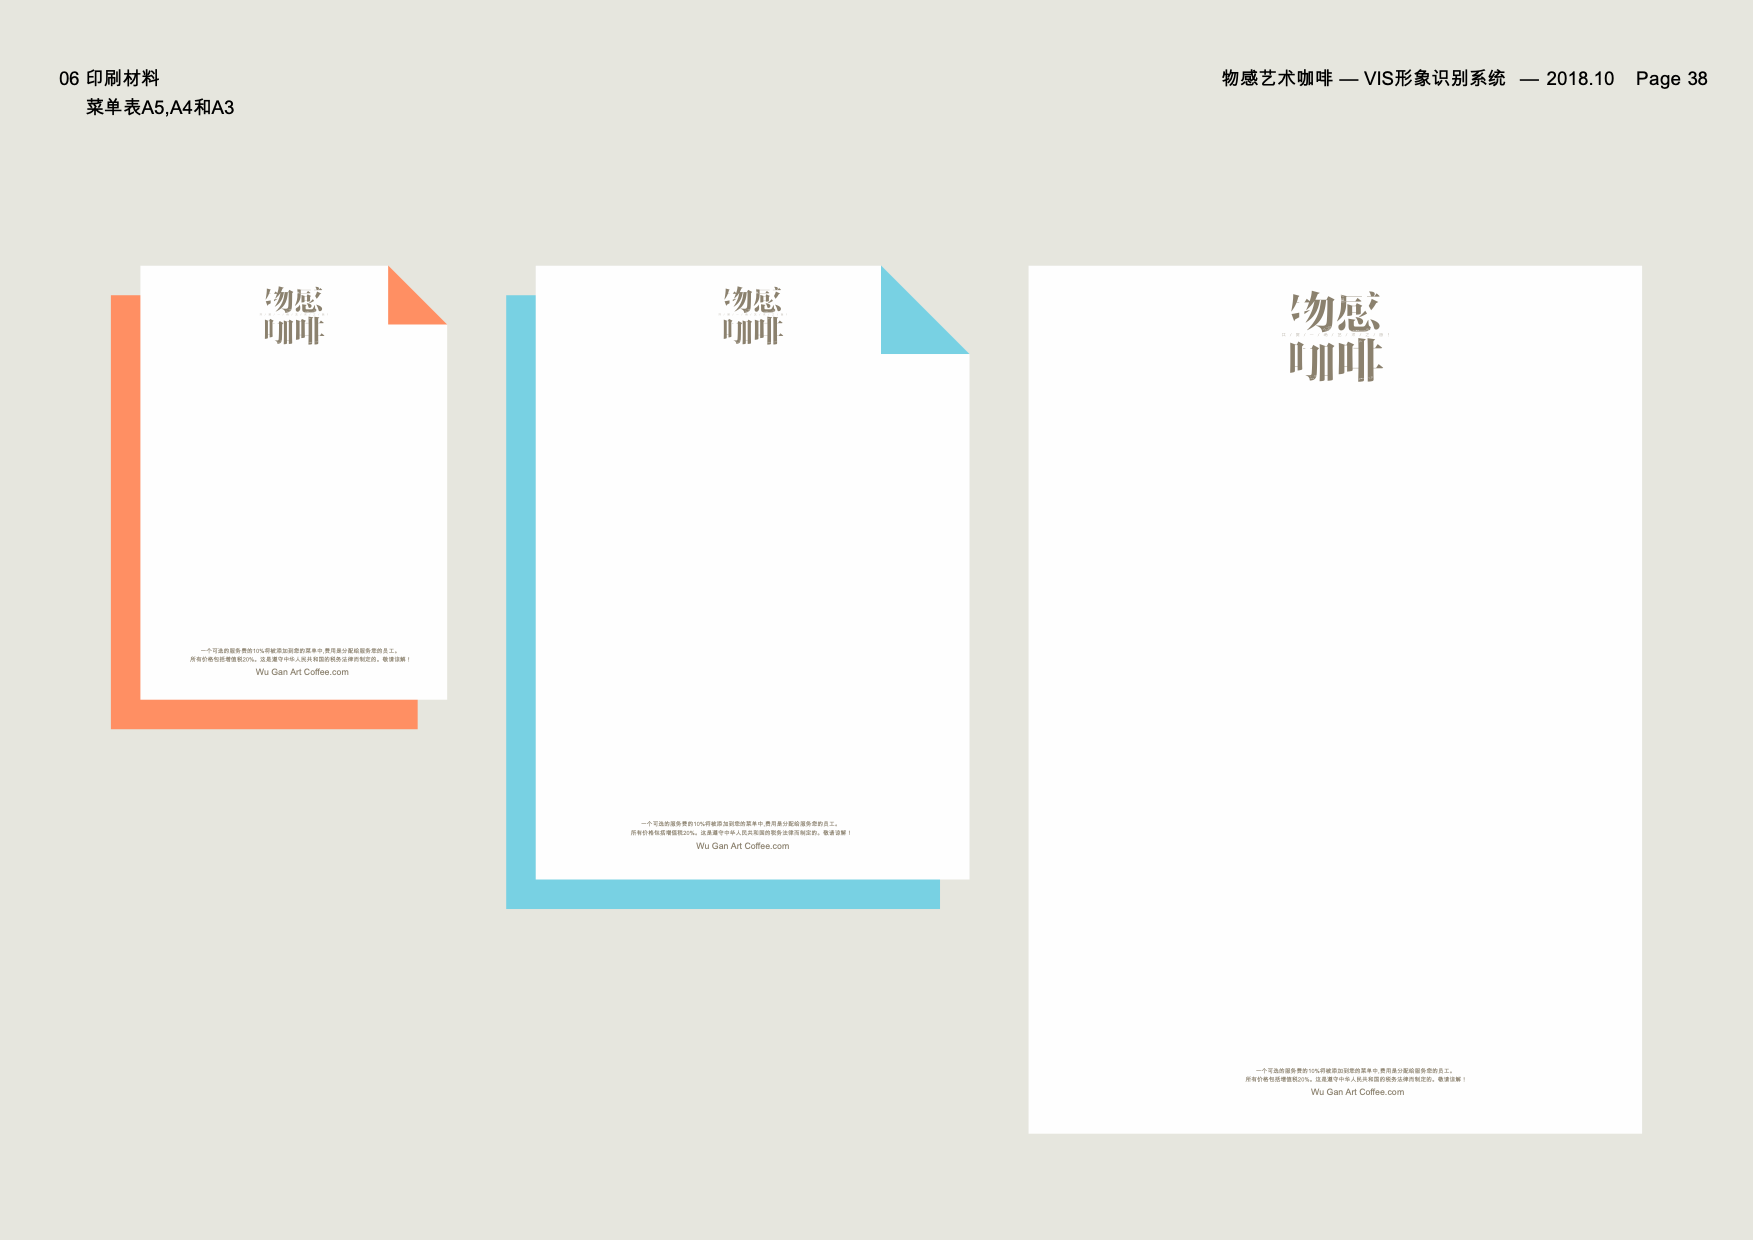 06 印刷材料
菜单表A5,A4和A3
物感艺术咖啡 — VIS形象识别系统 — 2018.10 Page 38
物感
咖啡
一个可选的服务费的10%将被添加到您的菜单中,费用是分配给服务您的员工。
所有价格包括增值税20%。这是遵守中华人民共和国的税务法律而制定的。敬请谅解！
Wu Gan Art Coffee.com
物感
咖啡
一个可选的服务费的10%将被添加到您的菜单中,费用是分配给服务您的员工。
所有价格包括增值税20%。这是遵守中华人民共和国的税务法律而制定的。敬请谅解！
Wu Gan Art Coffee.com
物感
咖啡
一个可选的服务费的10%将被添加到您的菜单中,费用是分配给服务您的员工。
所有价格包括增值税20%。这是遵守中华人民共和国的税务法律而制定的。敬请谅解！
Wu Gan Art Coffee.com